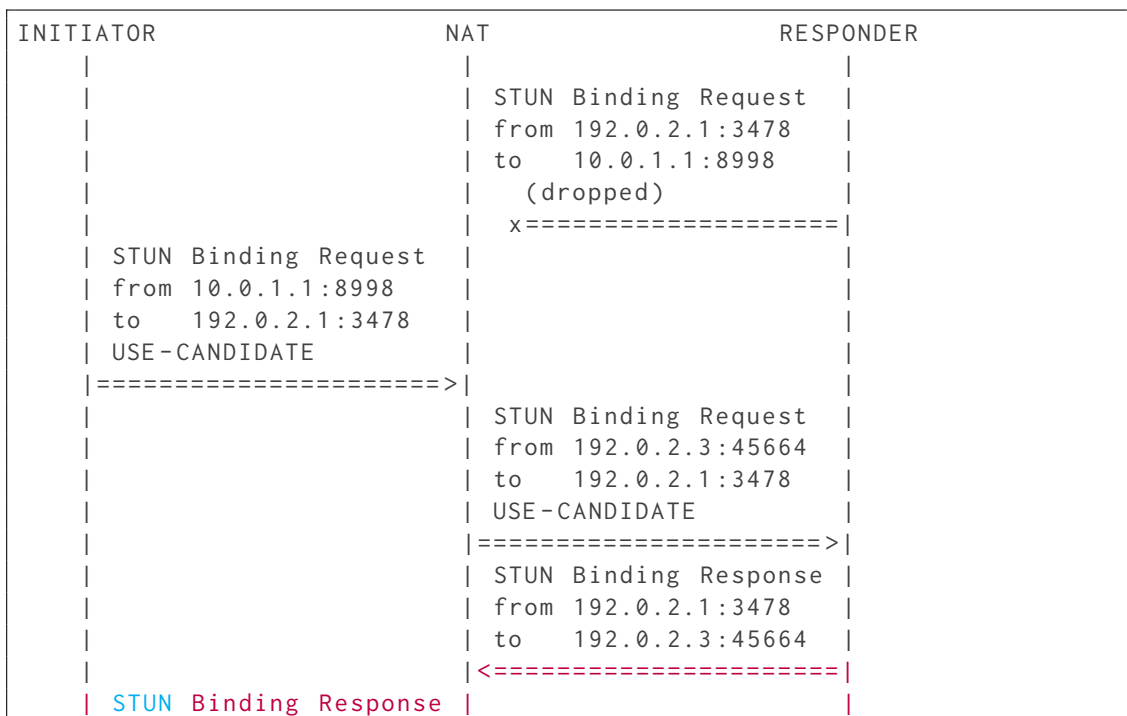 INITIATOR NAT RESPONDER
| | |
| | STUN Binding Request |
| | from 192.0.2.1:3478 |
| | to 10.0.1.1:8998 |
| | (dropped) |
| | x====================|
| STUN Binding Request | |
| from 10.0.1.1:8998 | |
| to 192.0.2.1:3478 | |
| USE-CANDIDATE | |
|======================>| |
| | STUN Binding Request |
| | from 192.0.2.3:45664 |
| | to 192.0.2.1:3478 |
| | USE-CANDIDATE |
| |======================>|
| | STUN Binding Response |
| | from 192.0.2.1:3478 |
| | to 192.0.2.3:45664 |
| |<======================|
| STUN Binding Response | |